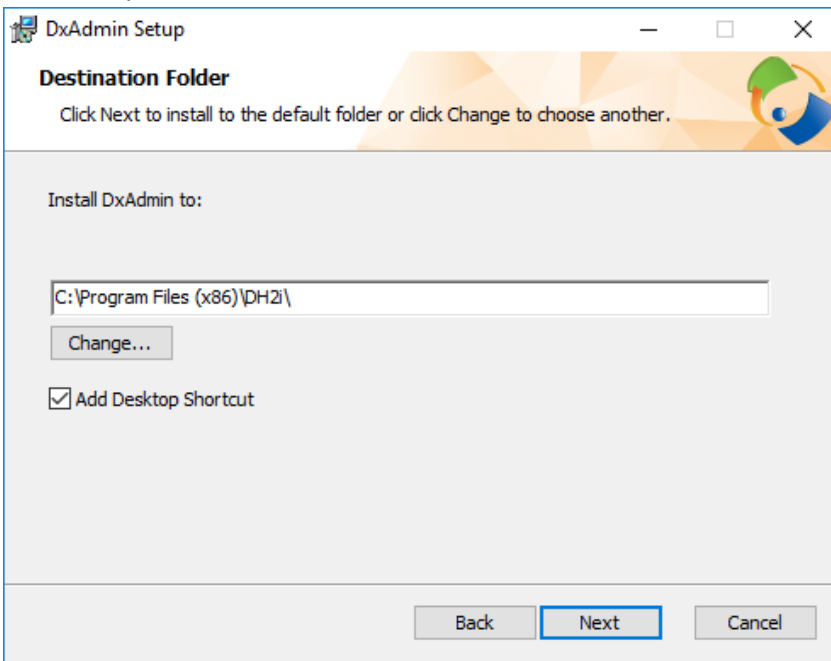 DxAdmin Setup
Destination Folder
Click Next to install to the default folder or click Change to choose another.
Install DxAdmin to:
C:\Program Files (x86)\DH2i\
Change...
Add Desktop Shortcut
Back Next Cancel